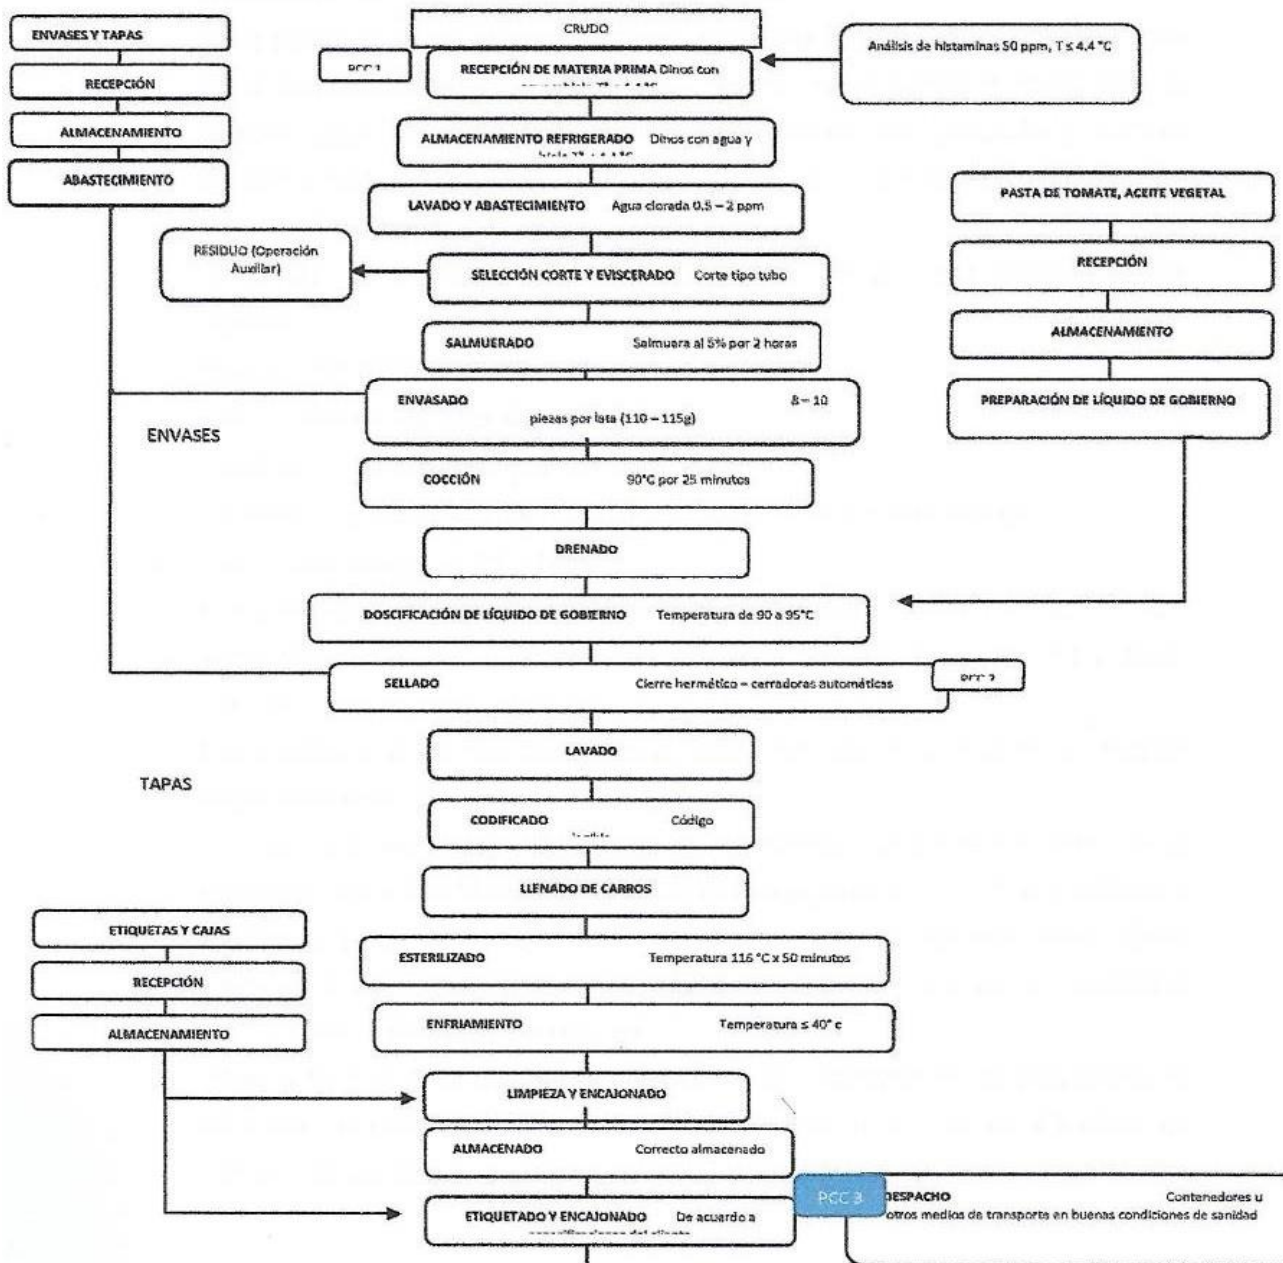 CRUDO
ENVASES Y TAPAS
RECEPCIÓN
ALMACENAMIENTO
ABASTECIMIENTO
PCC 1
RECEPCIÓN DE MATERIA PRIMA Dinos con
Análisis de histaminas 50 ppm, T ≤ 4.4 °C
ALMACENAMIENTO REFRIGERADO Dinos con agua y
LAVADO Y ABASTECIMIENTO Agua clorada 0.5 – 2 ppm
RESIDUO (Operación
Auxiliar)
SELECCIÓN CORTE Y EVISCERADO Corte tipo tubo
SALMUERADO Salmuera al 5% por 2 horas
PASTA DE TOMATE, ACEITE VEGETAL
RECEPCIÓN
ALMACENAMIENTO
PREPARACIÓN DE LÍQUIDO DE GOBIERNO
ENVASADO 8 – 10
piezas por lata (110 – 115g)
ENVASES
COCCIÓN 90°C por 25 minutos
DRENADO
DOSCIFICACIÓN DE LÍQUIDO DE GOBIERNO Temperatura de 90 a 95°C
SELLADO Cierre hermético – cerradoras automáticas
PCC 2
LAVADO
TAPAS
CODIFICADO Código
LLENADO DE CARROS
ETIQUETAS Y CAJAS
RECEPCIÓN
ALMACENAMIENTO
ESTERILIZADO Temperatura 116 °C x 50 minutos
ENFRIAMIENTO Temperatura ≤ 40° c
LIMPIEZA Y ENCAJONADO
ALMACENADO Correcto almacenado
ETIQUETADO Y ENCAJONADO De acuerdo a
PCC 3
DESPACHO Contenedores u
otros medios de transporte en buenas condiciones de sanidad